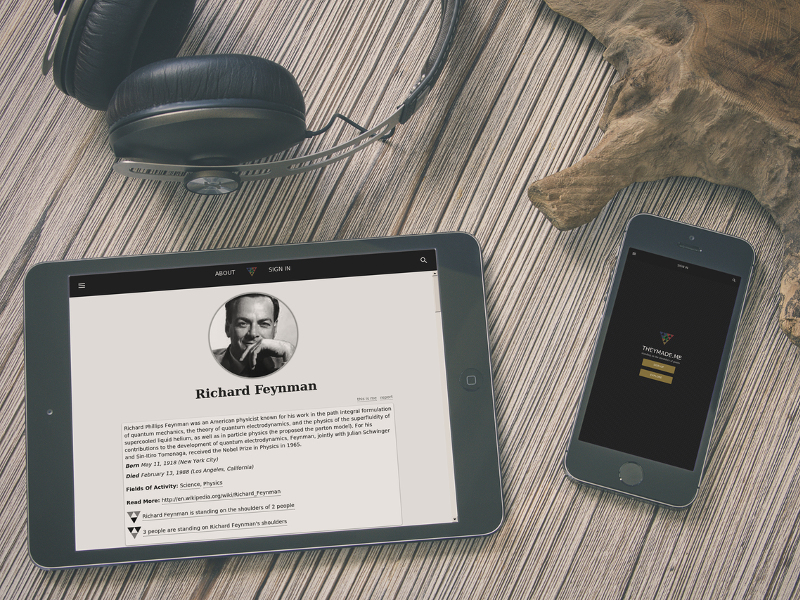 ABOUT
SIGN IN
Richard Feynman
Richard Phillips Feynman was an American physicist known for his work in the path integral formulation
of quantum mechanics, the theory of quantum electrodynamics, and the physics of the superfluidity of
supercooled liquid helium, as well as in particle physics (he proposed the parton model). For his
contributions to the development of quantum electrodynamics, Feynman, jointly with Julian Schwinger
and Sin-Itiro Tomonaga, received the Nobel Prize in Physics in 1965.
Born May 11, 1918 (New York City)
Died February 13, 1988 (Los Angeles, California)
Fields Of Activity: Science, Physics
Read More: http://en.wikipedia.org/wiki/Richard_Feynman
Richard Feynman is standing on the shoulders of 2 people
3 people are standing on Richard Feynman's shoulders
SIGN IN
THEYMADE.ME